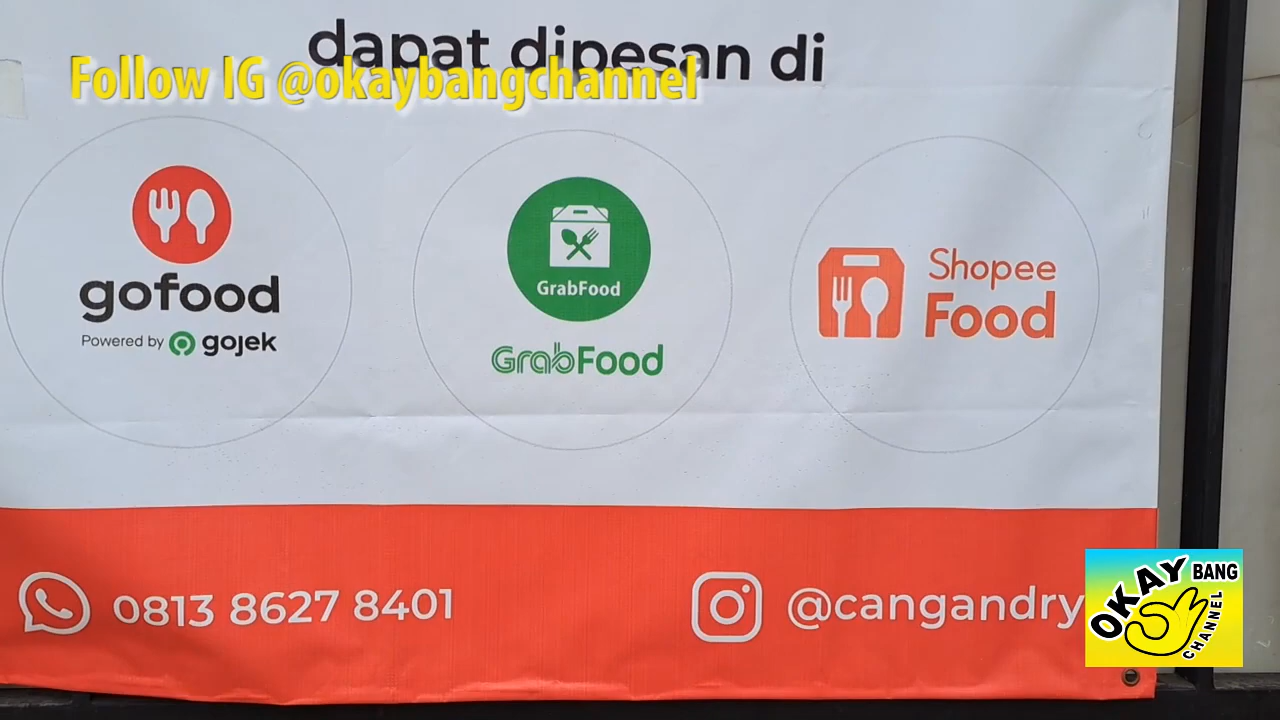 dapat dipesan di
Follow IG @okaybangchannel
gofood
Powered by gojek
GrabFood
GrabFood
Shopee
Food
0813 8627 8401
@cangandry
OKAY BANG
CHANNEL